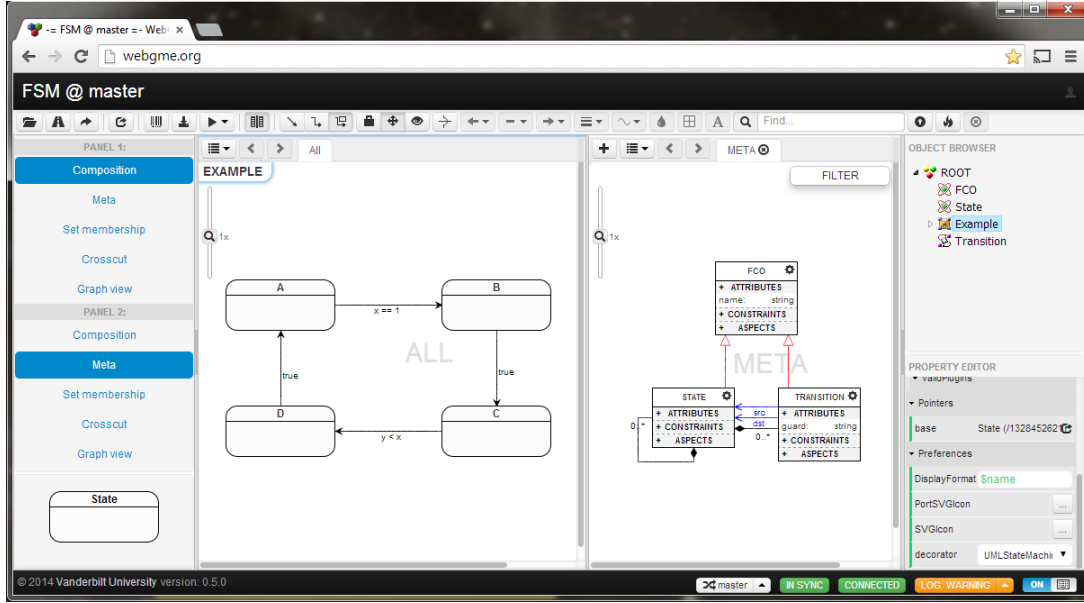 -= FSM @ master =- Web
webgme.org
FSM @ master
Find...
PANEL 1:
Composition
Meta
Set membership
Crosscut
Graph view
PANEL 2:
Composition
Meta
Set membership
Crosscut
Graph view
State
All
EXAMPLE
1x
A
B
x == 1
ALL
true
true
D
C
y < x
META
FILTER
1x
FCO
+ ATTRIBUTES
name: string
+ CONSTRAINTS
+ ASPECTS
META
STATE
+ ATTRIBUTES
+ CONSTRAINTS
+ ASPECTS
0..*
src
dst
0..*
TRANSITION
+ ATTRIBUTES
guard: string
+ CONSTRAINTS
+ ASPECTS
OBJECT BROWSER
ROOT
FCO
State
Example
Transition
PROPERTY EDITOR
validPlugins
Pointers
base State (/1328452621
Preferences
DisplayFormat $name
PortSVGIcon ...
SVGIcon ...
decorator UMLStateMachi
© 2014 Vanderbilt University version: 0.5.0
master
IN SYNC
CONNECTED
LOG: WARNING
ON